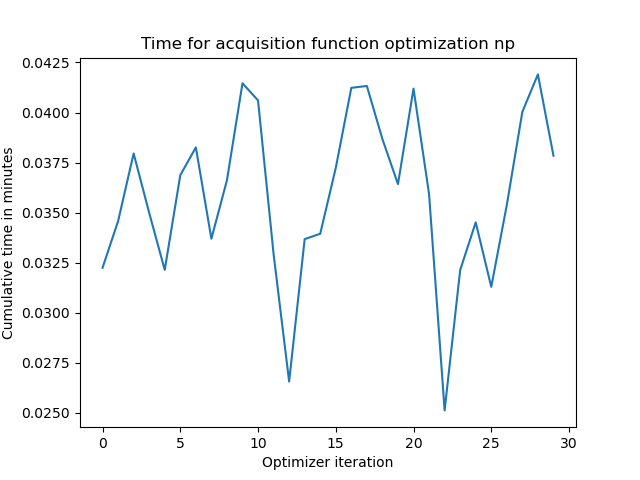 Time for acquisition function optimization np
Cumulative time in minutes
0.0425
0.0400
0.0375
0.0350
0.0325
0.0300
0.0275
0.0250
0 5 10 15 20 25 30
Optimizer iteration